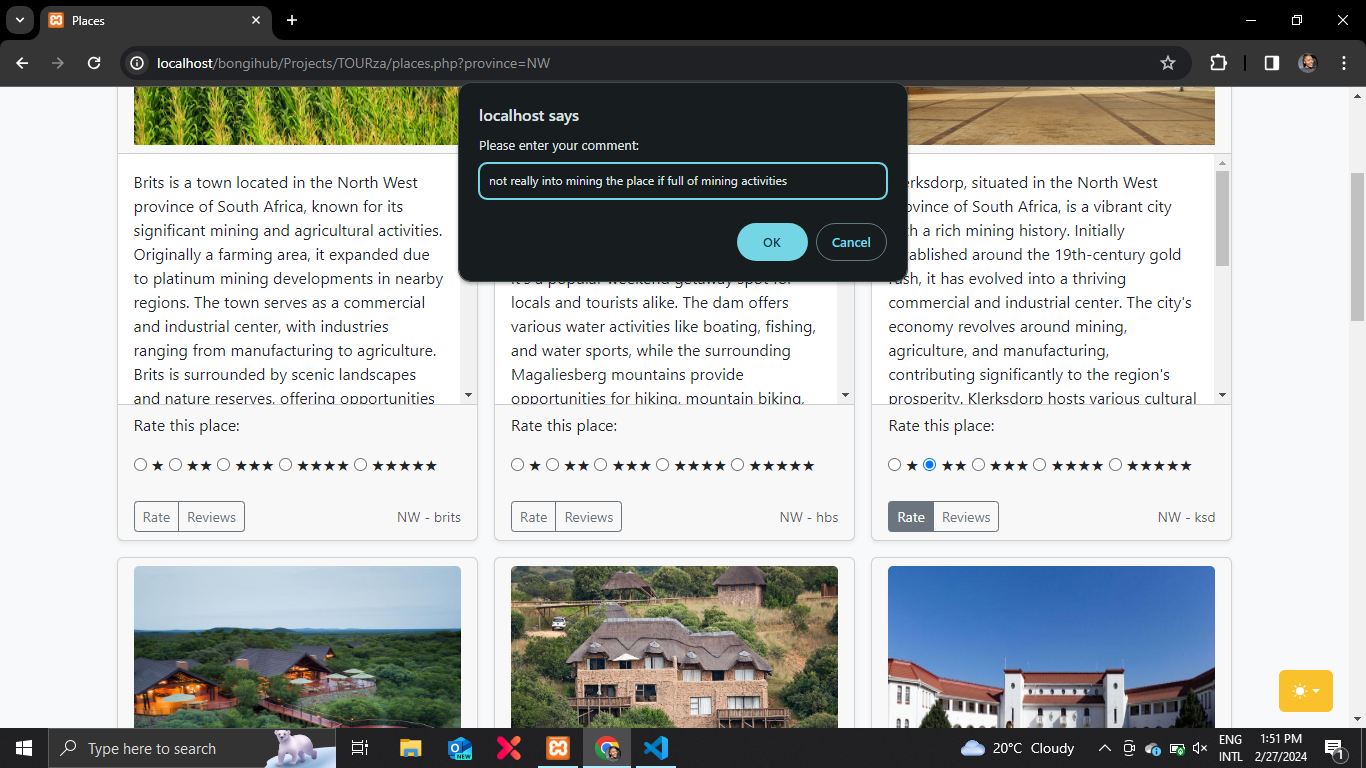 Places
localhost/bongihub/Projects/TOURza/places.php?province=NW
localhost says
Please enter your comment:
not really into mining the place if full of mining activities
OK
Cancel
Brits is a town located in the North West
province of South Africa, known for its
significant mining and agricultural activities.
Originally a farming area, it expanded due
to platinum mining developments in nearby
regions. The town serves as a commercial
and industrial center, with industries
ranging from manufacturing to agriculture.
Brits is surrounded by scenic landscapes
and nature reserves, offering opportunities
Rate this place:
★ ★★ ★★★ ★★★★ ★★★★★
Rate
Reviews
NW - brits
it's a popular weekend getaway spot for
locals and tourists alike. The dam offers
various water activities like boating, fishing,
and water sports, while the surrounding
Magaliesberg mountains provide
opportunities for hiking, mountain biking,
Rate this place:
★ ★★ ★★★ ★★★★ ★★★★★
Rate
Reviews
NW - hbs
erksdorp, situated in the North West
ovince of South Africa, is a vibrant city
h a rich mining history. Initially
ablished around the 19th-century gold
ush, it has evolved into a thriving
commercial and industrial center. The city's
economy revolves around mining,
agriculture, and manufacturing,
contributing significantly to the region's
prosperity. Klerksdorp hosts various cultural
Rate this place:
★ ★★ ★★★ ★★★★ ★★★★★
Rate
Reviews
NW - ksd
Type here to search
NEW
20°C Cloudy
ENG
INTL
1:51 PM
2/27/2024
1